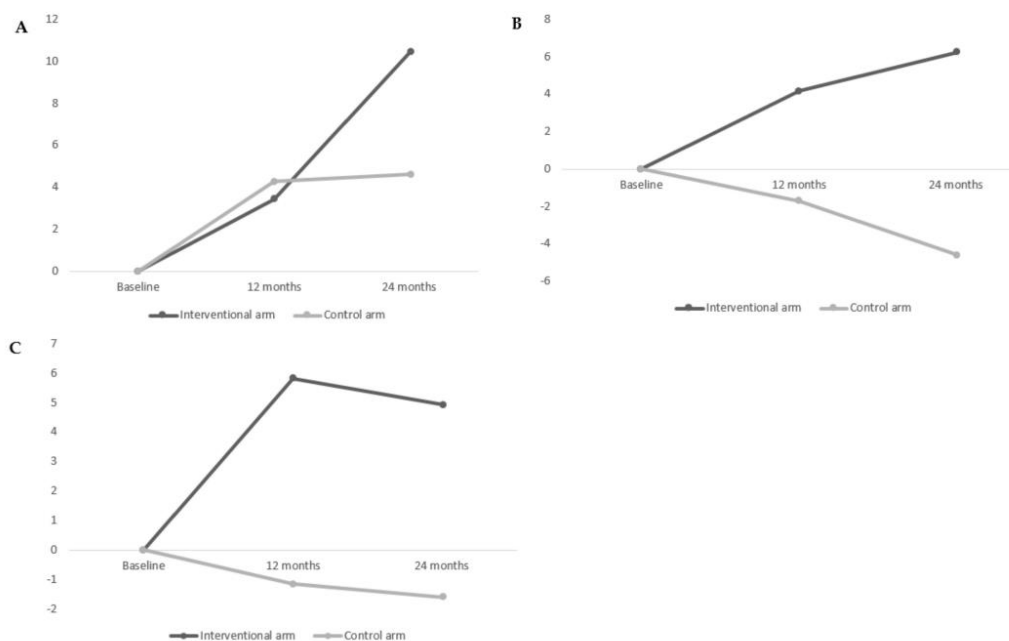 A
12
10
8
6
4
2
0
Baseline 12 months 24 months
Interventional arm Control arm
B
8
6
4
2
0
Baseline 12 months 24 months
-2
-4
-6
Interventional arm Control arm
C
7
6
5
4
3
2
1
0
Baseline 12 months 24 months
-1
-2
Interventional arm Control arm